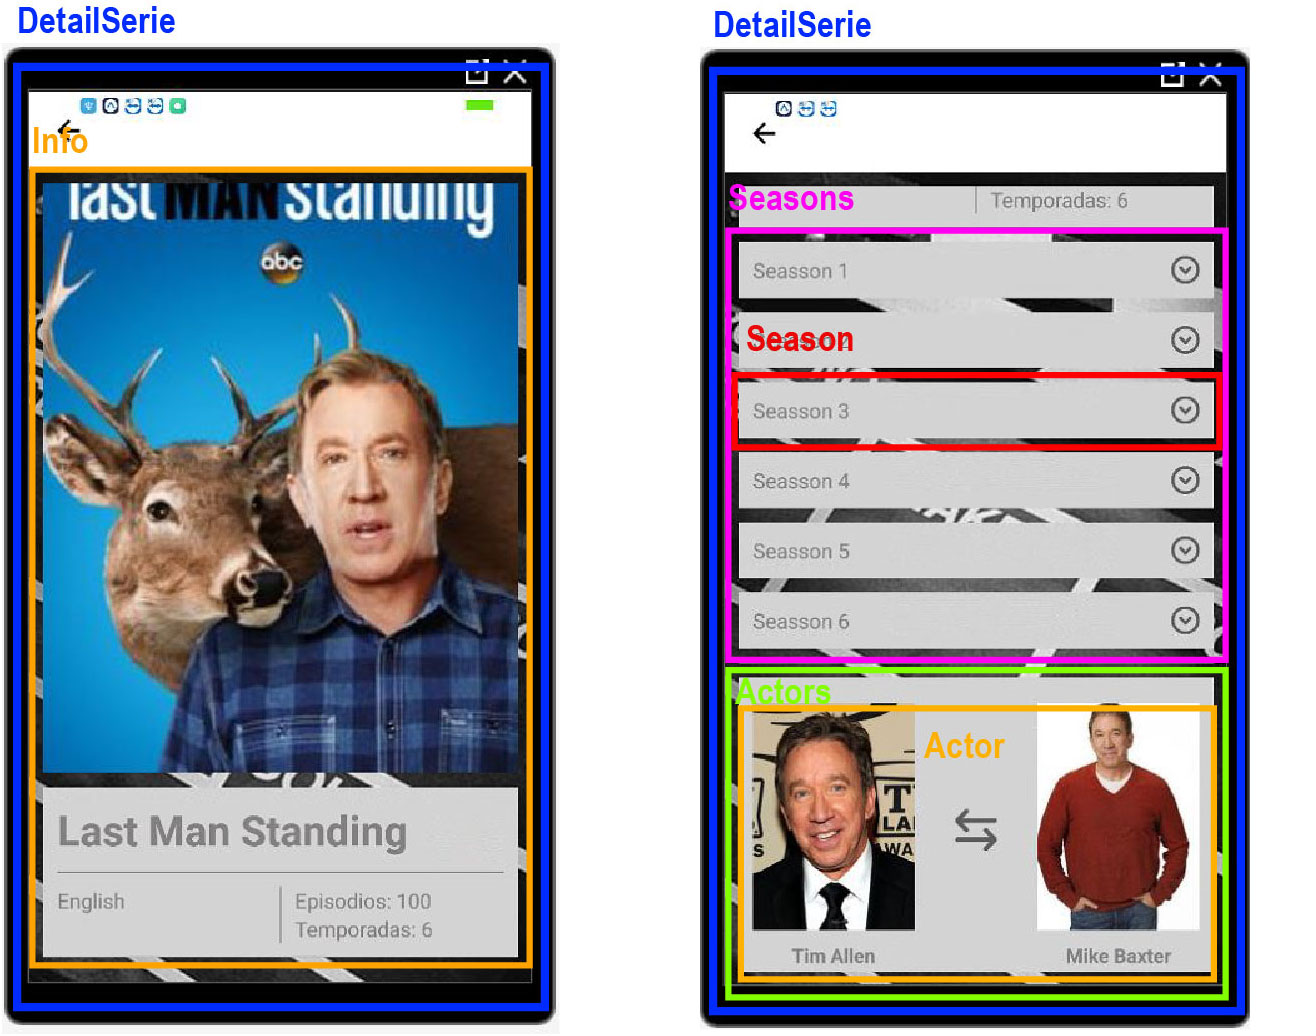 DetailSerie
Info
last MAN standing
abc
Last Man Standing
English
Episodios: 100
Temporadas: 6
DetailSerie
Seasons
Temporadas: 6
Seasson 1
Season
Seasson 3
Seasson 4
Seasson 5
Seasson 6
Actors
Actor
Tim Allen
Mike Baxter